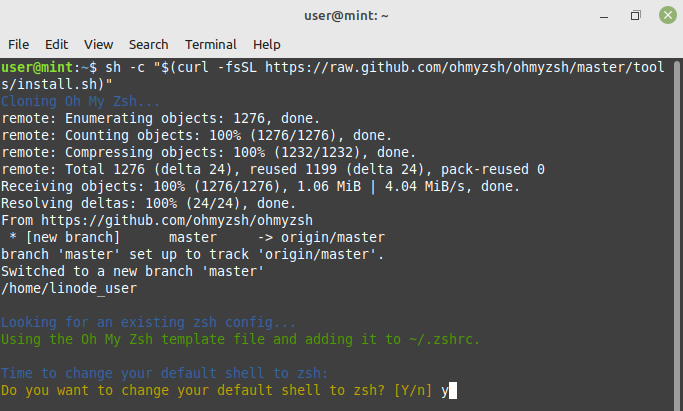 user@mint: ~
File Edit View Search Terminal Help
user@mint:~$ sh -c "$(curl -fsSL https://raw.github.com/ohmyzsh/ohmyzsh/master/tool
s/install.sh)"
Cloning Oh My Zsh...
remote: Enumerating objects: 1276, done.
remote: Counting objects: 100% (1276/1276), done.
remote: Compressing objects: 100% (1232/1232), done.
remote: Total 1276 (delta 24), reused 1199 (delta 24), pack-reused 0
Receiving objects: 100% (1276/1276), 1.06 MiB | 4.04 MiB/s, done.
Resolving deltas: 100% (24/24), done.
From https://github.com/ohmyzsh/ohmyzsh
 * [new branch]      master     -> origin/master
branch 'master' set up to track 'origin/master'.
Switched to a new branch 'master'
/home/linode_user
Looking for an existing zsh config...
Using the Oh My Zsh template file and adding it to ~/.zshrc.
Time to change your default shell to zsh:
Do you want to change your default shell to zsh? [Y/n] y